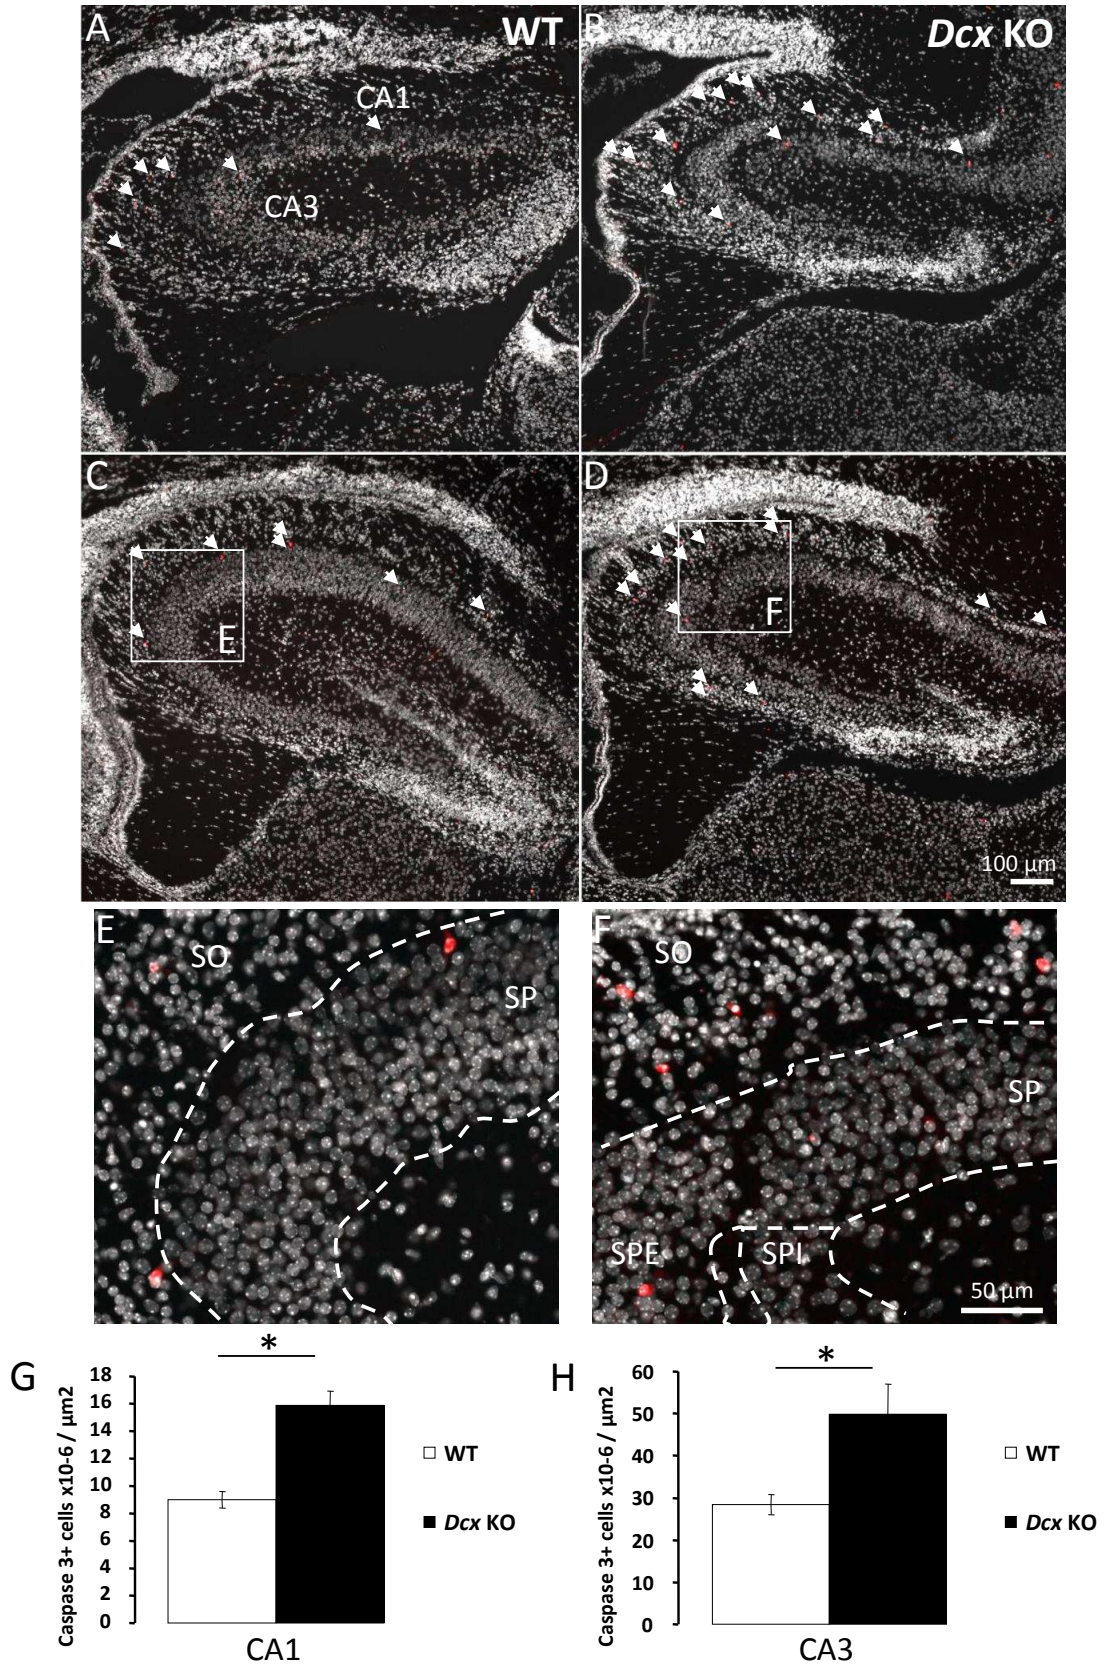 A
WT
B
Dcx KO
CA1
CA3
C
D
E
F
100 µm
E
SO
SP
F
SO
SP
SPE
SPI
50 µm
G
*
Caspase 3+ cells x10-6 / µm2
18
16
14
12
10
8
6
4
2
0
CA1
WT
Dcx KO
H
*
Caspase 3+ cells x10-6 / µm2
60
50
40
30
20
10
0
CA3
WT
Dcx KO